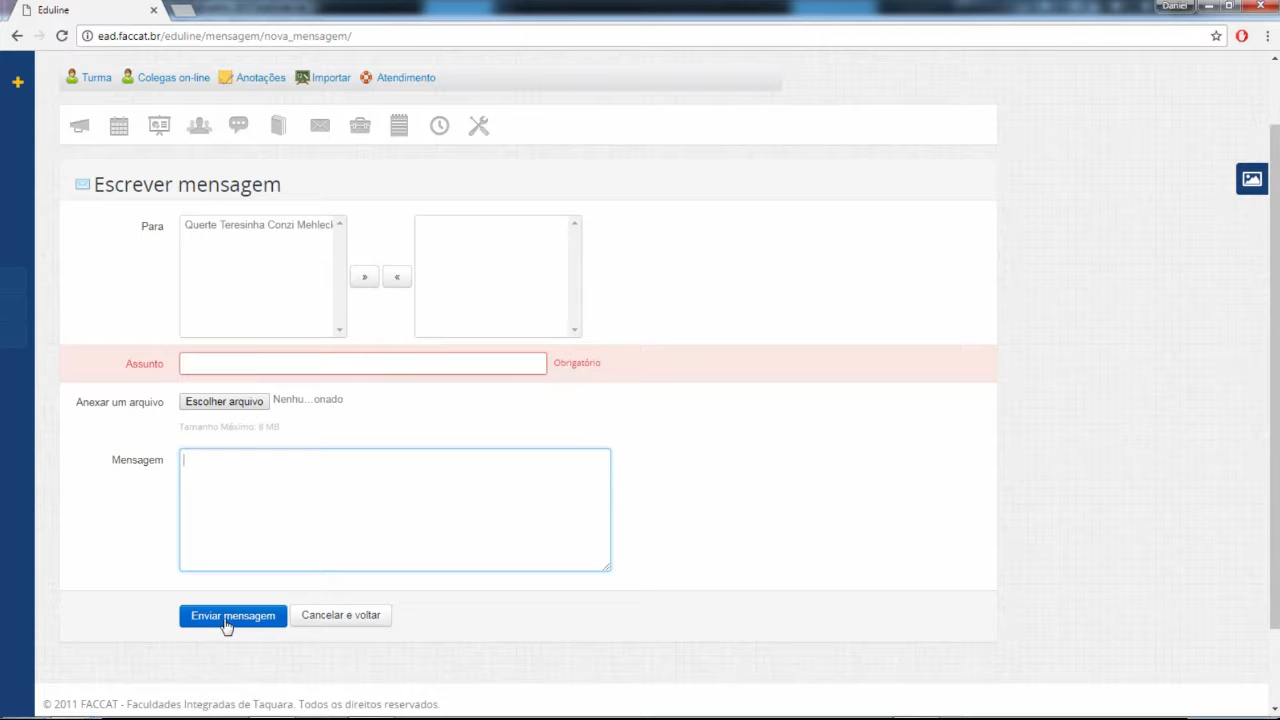 Eduline
Daniel
ead.faccat.br/eduline/mensagem/nova_mensagem/
Turma Colegas on-line Anotações Importar Atendimento
Escrever mensagem
Para
Querte Teresinha Conzi Mehleck
»
«
Assunto
Obrigatório
Anexar um arquivo
Escolher arquivo Nenhu...onado
Tamanho Máximo: 8 MB
Mensagem
Enviar mensagem Cancelar e voltar
© 2011 FACCAT - Faculdades Integradas de Taquara. Todos os direitos reservados.